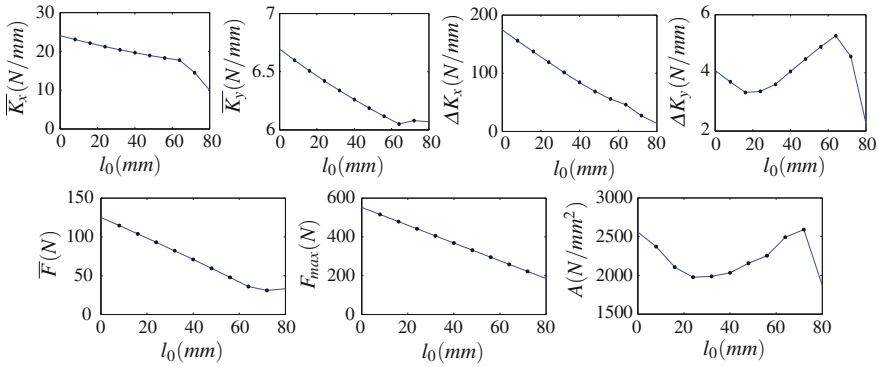 30
20
10
0
0 20 40 60 80
K̅x(N/mm)
l0(mm)
7
6.5
6
0 20 40 60 80
K̅y(N/mm)
l0(mm)
200
100
0
0 20 40 60 80
ΔKx(N/mm)
l0(mm)
6
4
2
0 20 40 60 80
ΔKy(N/mm)
l0(mm)
150
100
50
0
0 20 40 60 80
F̅(N)
l0(mm)
600
400
200
0
0 20 40 60 80
Fmax(N)
l0(mm)
3000
2500
2000
1500
0 20 40 60 80
A(N/mm²)
l0(mm)